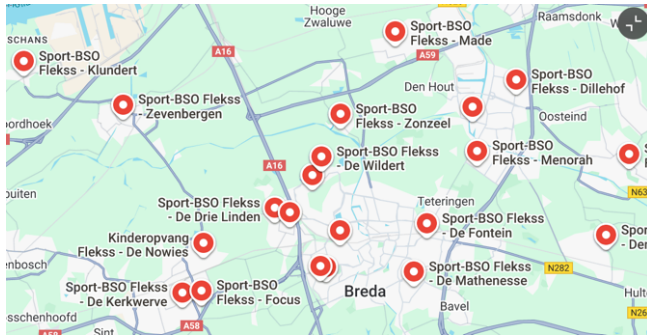 Hooge
Zwaluwe
Raamsdonk
SCHANS
A16
Sport-BSO
Flekss - Made
A59
Sport-BSO
Flekss - Klundert
Den Hout
Sport-BSO
Flekss - Dillehof
Sport-BSO Flekss
- Zevenbergen
Sport-BSO
Flekss - Zonzeel
Oosteind
oordhoek
Sport-BSO Flekss
- De Wildert
Sport-BSO
Flekss - Menorah
A16
N63
uiten
Sport-BSO Flekss
- De Drie Linden
Teteringen
Sport-BSO Flekss
- De Fontein
Kinderopvang
Flekss - De Nowies
Spor
- Der
enbosch
N282
Sport-BSO Flekss
- De Kerkwerve
Sport-BSO
Flekss - Focus
Sport-BSO Flekss
- De Mathenesse
Breda
Hulte
Bavel
N26
sschenhoofd
A58
Sint
A58